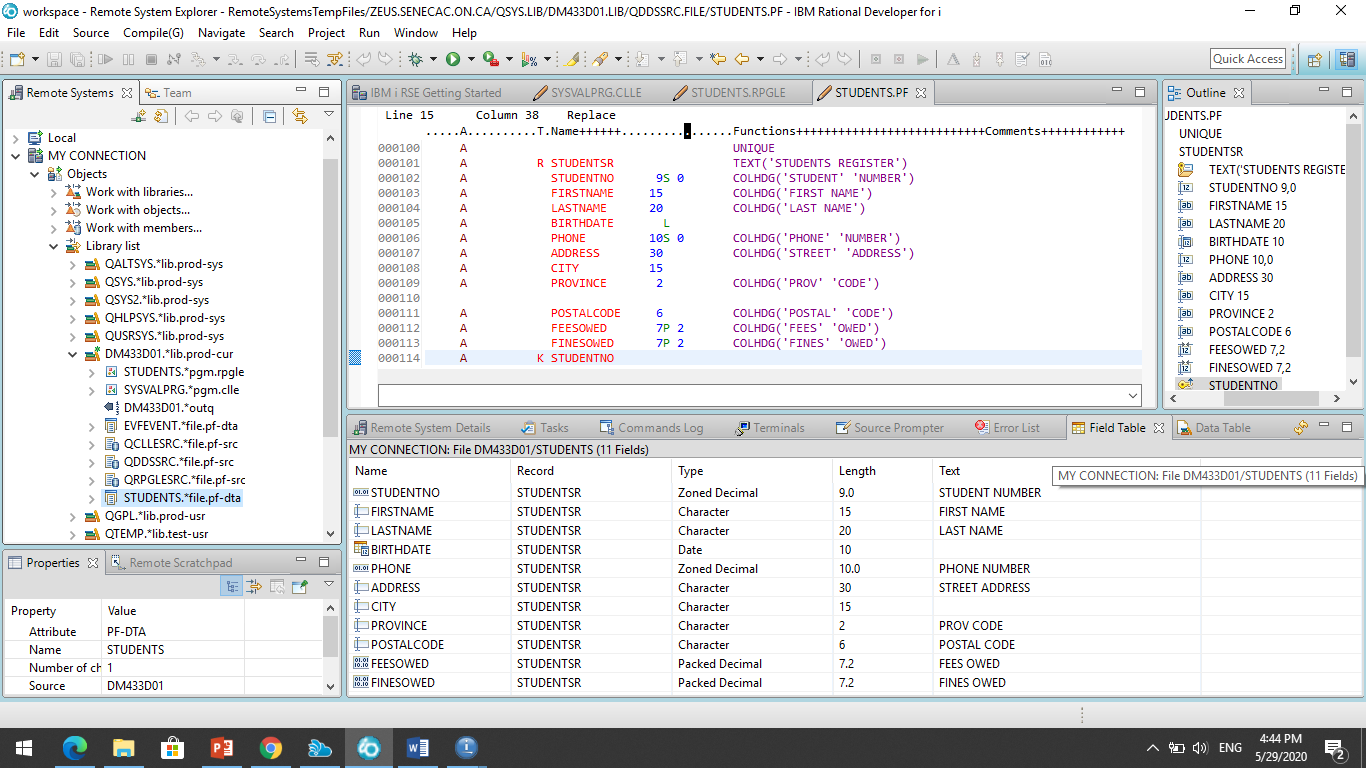 workspace - Remote System Explorer - RemoteSystemsTempFiles/ZEUS.SENECAC.ON.CA/QSYS.LIB/DM433D01.LIB/QDDSSRC.FILE/STUDENTS.PF - IBM Rational Developer for i
File Edit Source Compile(G) Navigate Search Project Run Window Help
Quick Access
Remote Systems Team
Local
MY CONNECTION
Objects
Work with libraries...
Work with objects...
Work with members...
Library list
QALTSYS.*lib.prod-sys
QSYS.*lib.prod-sys
QSYS2.*lib.prod-sys
QHLPSYS.*lib.prod-sys
QUSRSYS.*lib.prod-sys
DM433D01.*lib.prod-cur
STUDENTS.*pgm.rpgle
SYSVALPRG.*pgm.clle
DM433D01.*outq
EVFEVENT.*file.pf-dta
QCLLESRC.*file.pf-src
QDDSSRC.*file.pf-src
QRPGLESRC.*file.pf-src
STUDENTS.*file.pf-dta
QGPL.*lib.prod-usr
QTEMP.*lib.test-usr
Properties Remote Scratchpad
Property Value
Attribute PF-DTA
Name STUDENTS
Number of ch 1
Source DM433D01
IBM i RSE Getting Started SYSVALPRG.CLLE STUDENTS.RPGLE STUDENTS.PF
Line 15 Column 38 Replace
.....A..........T.Name++++++................Functions+++++++++++++++++++++++++++Comments++++++++++++
000100 A UNIQUE
000101 A R STUDENTSR TEXT('STUDENTS REGISTER')
000102 A STUDENTNO 9S 0 COLHDG('STUDENT' 'NUMBER')
000103 A FIRSTNAME 15 COLHDG('FIRST NAME')
000104 A LASTNAME 20 COLHDG('LAST NAME')
000105 A BIRTHDATE L
000106 A PHONE 10S 0 COLHDG('PHONE' 'NUMBER')
000107 A ADDRESS 30 COLHDG('STREET' 'ADDRESS')
000108 A CITY 15
000109 A PROVINCE 2 COLHDG('PROV' 'CODE')
000110
000111 A POSTALCODE 6 COLHDG('POSTAL' 'CODE')
000112 A FEESOWED 7P 2 COLHDG('FEES' 'OWED')
000113 A FINESOWED 7P 2 COLHDG('FINES' 'OWED')
000114 A K STUDENTNO
Outline
UDENTS.PF
UNIQUE
STUDENTSR
TEXT('STUDENTS REGISTE
STUDENTNO 9,0
FIRSTNAME 15
LASTNAME 20
BIRTHDATE 10
PHONE 10,0
ADDRESS 30
CITY 15
PROVINCE 2
POSTALCODE 6
FEESOWED 7,2
FINESOWED 7,2
STUDENTNO
Remote System Details Tasks Commands Log Terminals Source Prompter Error List Field Table Data Table
MY CONNECTION: File DM433D01/STUDENTS (11 Fields)
Name Record Type Length Text
MY CONNECTION: File DM433D01/STUDENTS (11 Fields)
STUDENTNO STUDENTSR Zoned Decimal 9.0 STUDENT NUMBER
FIRSTNAME STUDENTSR Character 15 FIRST NAME
LASTNAME STUDENTSR Character 20 LAST NAME
BIRTHDATE STUDENTSR Date 10
PHONE STUDENTSR Zoned Decimal 10.0 PHONE NUMBER
ADDRESS STUDENTSR Character 30 STREET ADDRESS
CITY STUDENTSR Character 15
PROVINCE STUDENTSR Character 2 PROV CODE
POSTALCODE STUDENTSR Character 6 POSTAL CODE
FEESOWED STUDENTSR Packed Decimal 7.2 FEES OWED
FINESOWED STUDENTSR Packed Decimal 7.2 FINES OWED
ENG
4:44 PM
5/29/2020
2